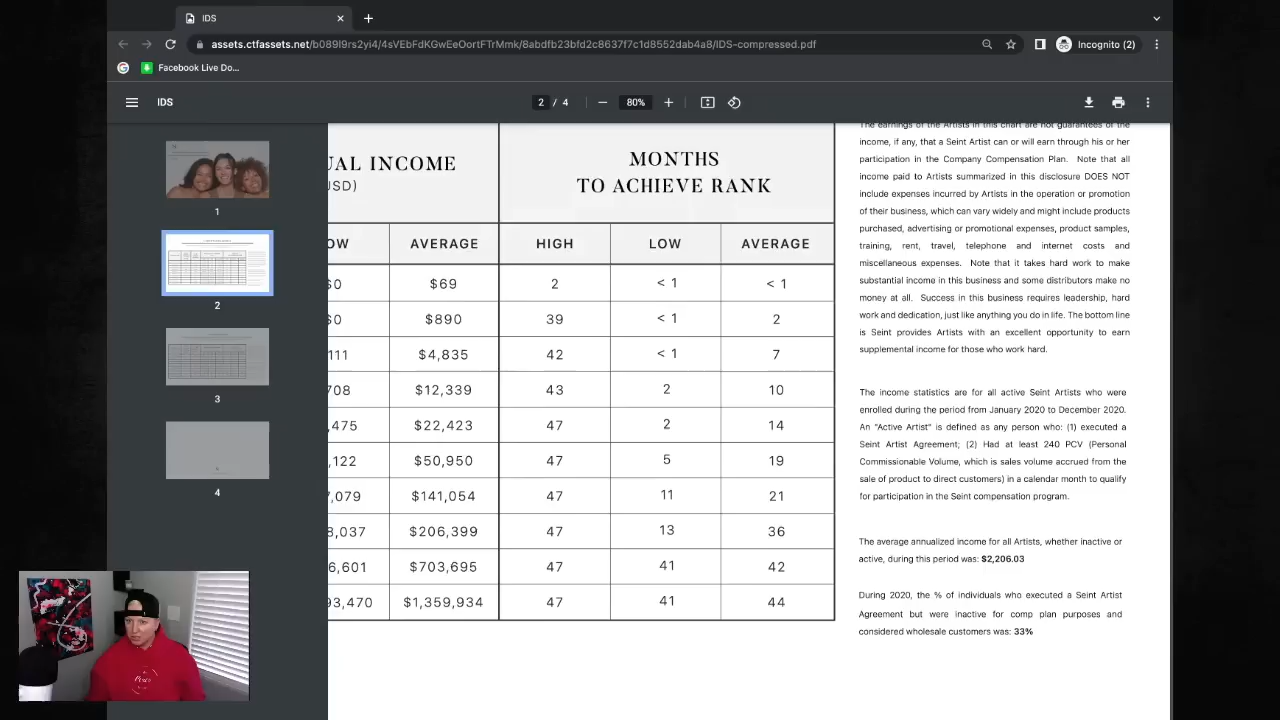 IDS
assets.ctfassets.net/b089l9rs2yi4/4sVEbFdKGwEeOortFTrMmk/8abdfb23bfd2c8637f7c1d8552dab4a8/IDS-compressed.pdf
Incognito (2)
Facebook Live Do...
IDS
2 / 4
80%
1
2
3
4
UAL INCOME
USD)
MONTHS
TO ACHIEVE RANK
OW AVERAGE HIGH LOW AVERAGE
$0 $69 2 < 1 < 1
$0 $890 39 < 1 2
111 $4,835 42 < 1 7
708 $12,339 43 2 10
,475 $22,423 47 2 14
,122 $50,950 47 5 19
7,079 $141,054 47 11 21
8,037 $206,399 47 13 36
6,601 $703,695 47 41 42
93,470 $1,359,934 47 41 44
The earnings of the Artists in this chart are not guarantees of the
income, if any, that a Seint Artist can or will earn through his or her
participation in the Company Compensation Plan. Note that all
income paid to Artists summarized in this disclosure DOES NOT
include expenses incurred by Artists in the operation or promotion
of their business, which can vary widely and might include products
purchased, advertising or promotional expenses, product samples,
training, rent, travel, telephone and internet costs and
miscellaneous expenses. Note that it takes hard work to make
substantial income in this business and some distributors make no
money at all. Success in this business requires leadership, hard
work and dedication, just like anything you do in life. The bottom line
is Seint provides Artists with an excellent opportunity to earn
supplemental income for those who work hard.
The income statistics are for all active Seint Artists who were
enrolled during the period from January 2020 to December 2020.
An "Active Artist" is defined as any person who: (1) executed a
Seint Artist Agreement; (2) Had at least 240 PCV (Personal
Commissionable Volume, which is sales volume accrued from the
sale of product to direct customers) in a calendar month to qualify
for participation in the Seint compensation program.
The average annualized income for all Artists, whether inactive or
active, during this period was: $2,206.03
During 2020, the % of individuals who executed a Seint Artist
Agreement but were inactive for comp plan purposes and
considered wholesale customers was: 33%